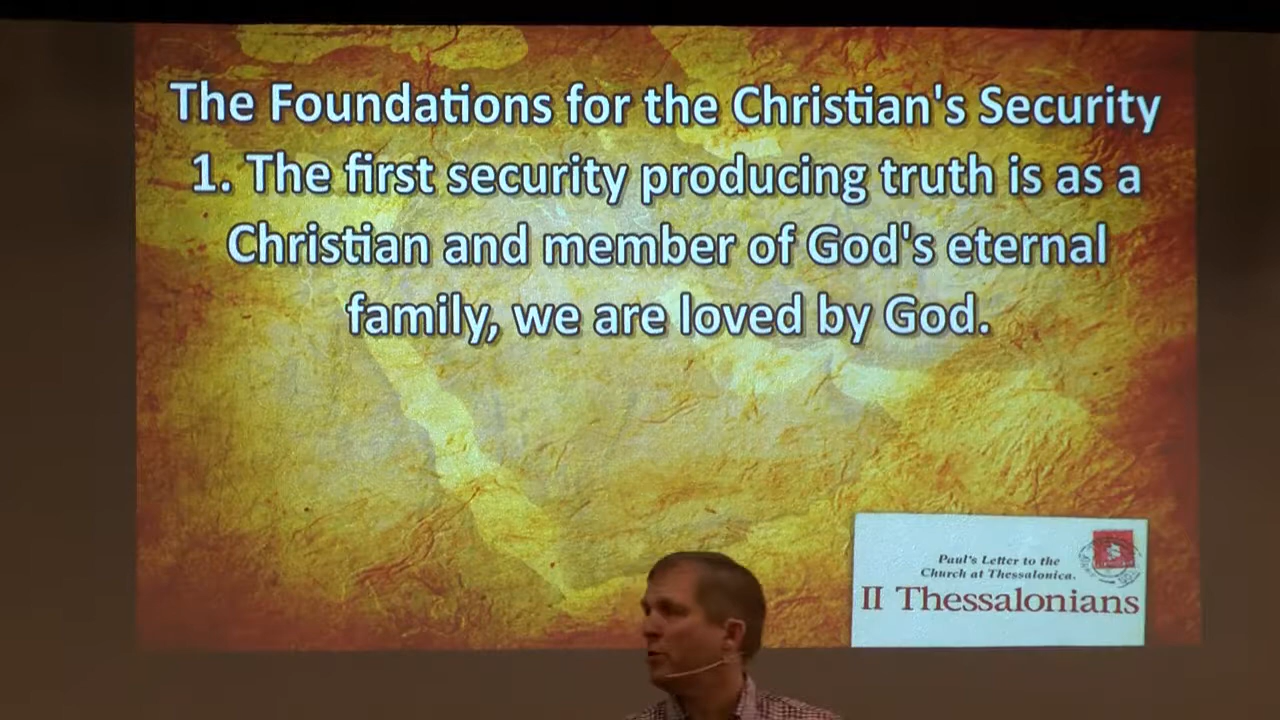 The Foundations for the Christian's Security
1. The first security producing truth is as a
Christian and member of God's eternal
family, we are loved by God.
Paul's Letter to the
Church at Thessalonica.
II Thessalonians